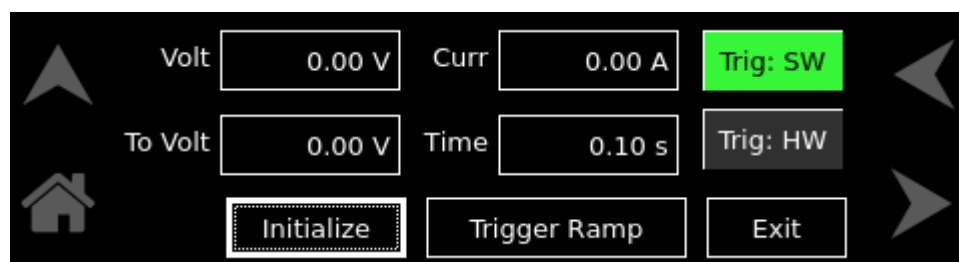 Volt 0.00 V Curr 0.00 A Trig: SW
To Volt 0.00 V Time 0.10 s Trig: HW
Initialize Trigger Ramp Exit